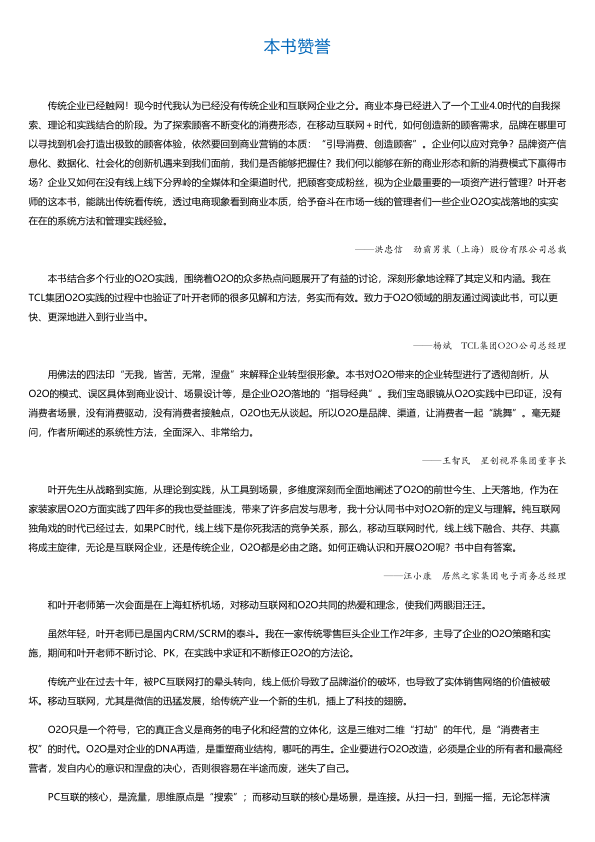 本书赞誉
传统企业已经触网！现今时代我认为已经没有传统企业和互联网企业之分。商业本身已经进入了一个工业4.0时代的自我探
索、理论和实践结合的阶段。为了探索顾客不断变化的消费形态，在移动互联网＋时代，如何创造新的顾客需求，品牌在哪里可
以寻找到机会打造出极致的顾客体验，依然要回到商业营销的本质：“引导消费、创造顾客”。企业何以应对竞争？品牌资产信
息化、数据化、社会化的创新机遇来到我们面前，我们是否能够把握住？我们何以能够在新的商业形态和新的消费模式下赢得市
场？企业又如何在没有线上线下分界岭的全媒体和全渠道时代，把顾客变成粉丝，视为企业最重要的一项资产进行管理？叶开老
师的这本书，能跳出传统看传统，透过电商现象看到商业本质，给予奋斗在市场一线的管理者们一些企业O2O实战落地的实实
在在的系统方法和管理实践经验。
——洪忠信　劲霸男装（上海）股份有限公司总裁
本书结合多个行业的O2O实践，围绕着O2O的众多热点问题展开了有益的讨论，深刻形象地诠释了其定义和内涵。我在
TCL集团O2O实践的过程中也验证了叶开老师的很多见解和方法，务实而有效。致力于O2O领域的朋友通过阅读此书，可以更
快、更深地进入到行业当中。
——杨斌　TCL集团O2O公司总经理
用佛法的四法印“无我，皆苦，无常，涅盘”来解释企业转型很形象。本书对O2O带来的企业转型进行了透彻剖析，从
O2O的模式、误区具体到商业设计、场景设计等，是企业O2O落地的“指导经典”。我们宝岛眼镜从O2O实践中已印证，没有
消费者场景，没有消费驱动，没有消费者接触点，O2O也无从谈起。所以O2O是品牌、渠道，让消费者一起“跳舞”。毫无疑
问，作者所阐述的系统性方法，全面深入、非常给力。
——王智民　星创视界集团董事长
叶开先生从战略到实施，从理论到实践，从工具到场景，多维度深刻而全面地阐述了O2O的前世今生、上天落地，作为在
家装家居O2O方面实践了四年多的我也受益匪浅，带来了许多启发与思考，我十分认同书中对O2O新的定义与理解。纯互联网
独角戏的时代已经过去，如果PC时代，线上线下是你死我活的竞争关系，那么，移动互联网时代，线上线下融合、共存、共赢
将成主旋律，无论是互联网企业，还是传统企业，O2O都是必由之路。如何正确认识和开展O2O呢？书中自有答案。
——汪小康　居然之家集团电子商务总经理
和叶开老师第一次会面是在上海虹桥机场，对移动互联网和O2O共同的热爱和理念，使我们两眼泪汪汪。
虽然年轻，叶开老师已是国内CRM/SCRM的泰斗。我在一家传统零售巨头企业工作2年多，主导了企业的O2O策略和实
施，期间和叶开老师不断讨论、PK，在实践中求证和不断修正O2O的方法论。
传统产业在过去十年，被PC互联网打的晕头转向，线上低价导致了品牌溢价的破坏，也导致了实体销售网络的价值被破
坏。移动互联网，尤其是微信的迅猛发展，给传统产业一个新的生机，插上了科技的翅膀。
O2O只是一个符号，它的真正含义是商务的电子化和经营的立体化，这是三维对二维“打劫”的年代，是“消费者主
权”的时代。O2O是对企业的DNA再造，是重塑商业结构，哪吒的再生。企业要进行O2O改造，必须是企业的所有者和最高经
营者，发自内心的意识和涅盘的决心，否则很容易在半途而废，迷失了自己。
PC互联的核心，是流量，思维原点是“搜索”；而移动互联的核心是场景，是连接。从扫一扫，到摇一摇，无论怎样演